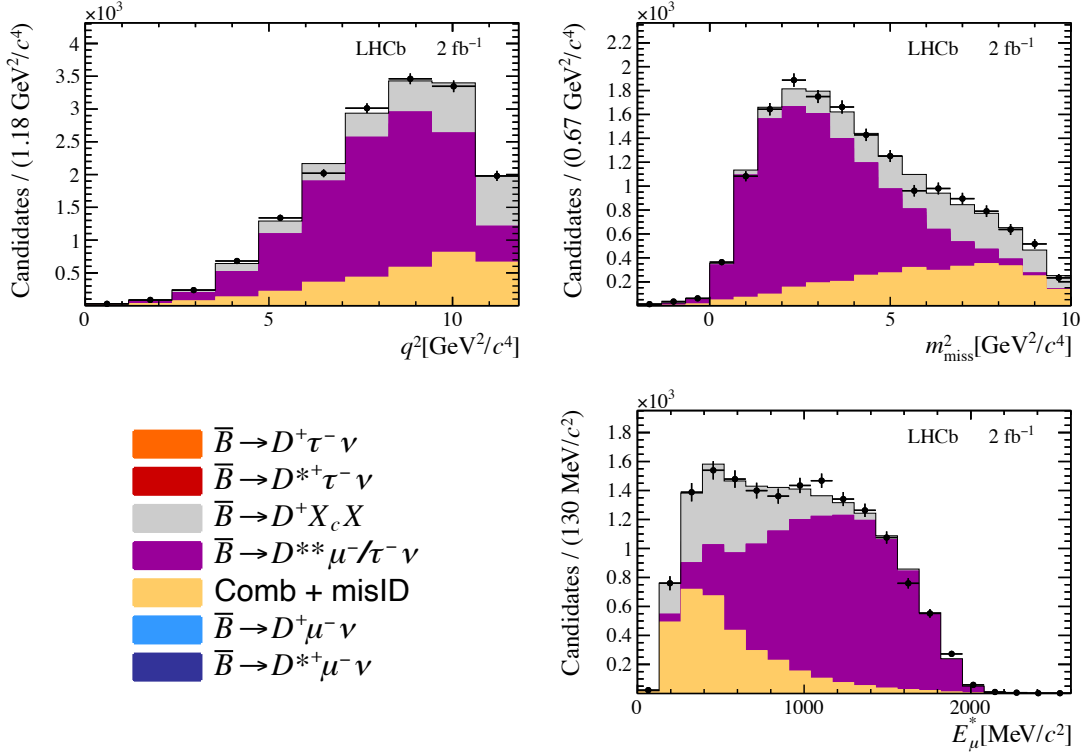 ×10³
LHCb 2 fb⁻¹
Candidates / (1.18 GeV²/c⁴)
3.5
4
3
2.5
2
1.5
1
0.5
0 5 10
q²[GeV²/c⁴]
×10³
LHCb 2 fb⁻¹
Candidates / (0.67 GeV²/c⁴)
2.2
2
1.8
1.6
1.4
1.2
1
0.8
0.6
0.4
0.2
0 5 10
m²miss[GeV²/c⁴]
B̄→D⁺τ⁻ν
B̄→D*⁺τ⁻ν
B̄→D⁺X_cX
B̄→D**μ⁻/τ⁻ν
Comb + misID
B̄→D⁺μ⁻ν
B̄→D*⁺μ⁻ν
×10³
LHCb 2 fb⁻¹
Candidates / (130 MeV/c²)
1.8
1.6
1.4
1.2
1
0.8
0.6
0.4
0.2
0 1000 2000
E*_μ[MeV/c²]